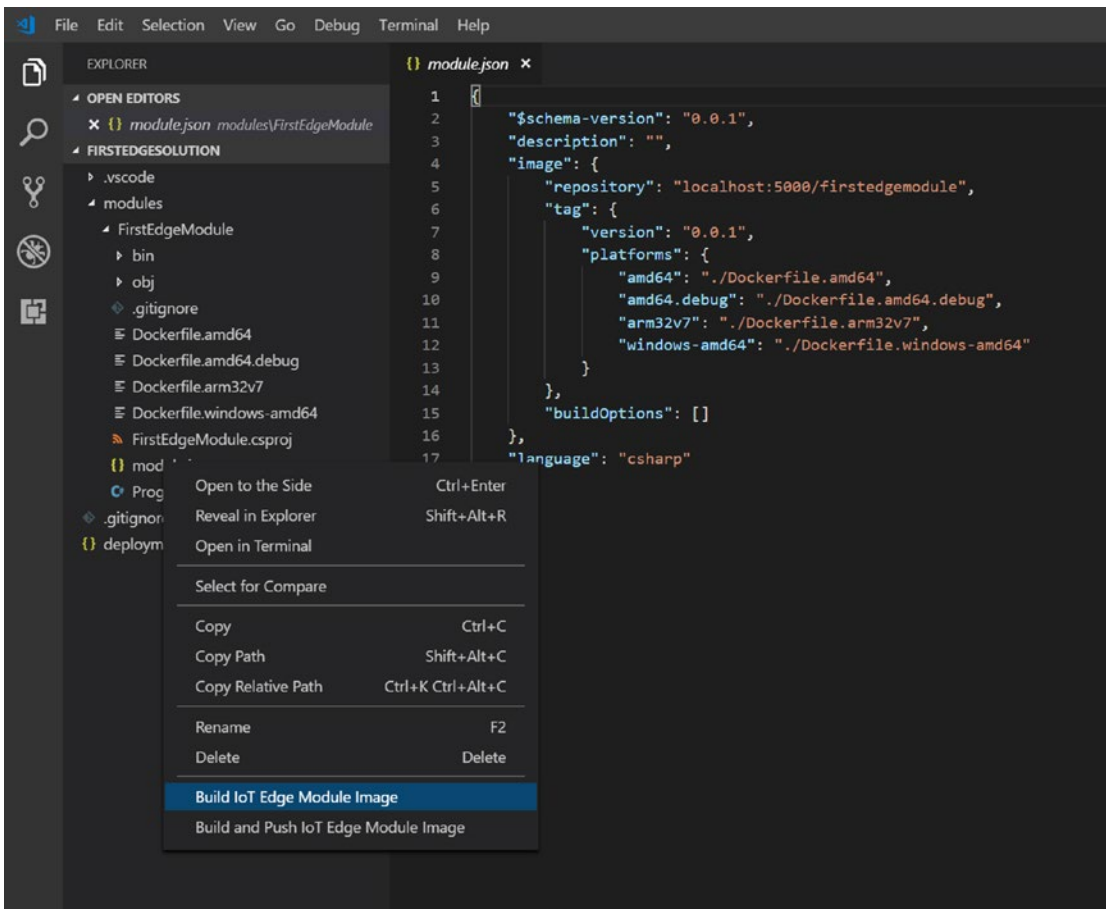 File Edit Selection View Go Debug Terminal Help
EXPLORER
OPEN EDITORS
module.json modules\FirstEdgeModule
FIRSTEDGESOLUTION
.vscode
modules
FirstEdgeModule
bin
obj
.gitignore
Dockerfile.amd64
Dockerfile.amd64.debug
Dockerfile.arm32v7
Dockerfile.windows-amd64
FirstEdgeModule.csproj
{} mod
C# Prog
.gitignor
{} deploym
Open to the Side Ctrl+Enter
Reveal in Explorer Shift+Alt+R
Open in Terminal
Select for Compare
Copy Ctrl+C
Copy Path Shift+Alt+C
Copy Relative Path Ctrl+K Ctrl+Alt+C
Rename F2
Delete Delete
Build IoT Edge Module Image
Build and Push IoT Edge Module Image
{} module.json ×
1 {
2 "$schema-version": "0.0.1",
3 "description": "",
4 "image": {
5 "repository": "localhost:5000/firstedgemodule",
6 "tag": {
7 "version": "0.0.1",
8 "platforms": {
9 "amd64": "./Dockerfile.amd64",
10 "amd64.debug": "./Dockerfile.amd64.debug",
11 "arm32v7": "./Dockerfile.arm32v7",
12 "windows-amd64": "./Dockerfile.windows-amd64"
13 }
14 },
15 "buildOptions": []
16 },
17 "language": "csharp"